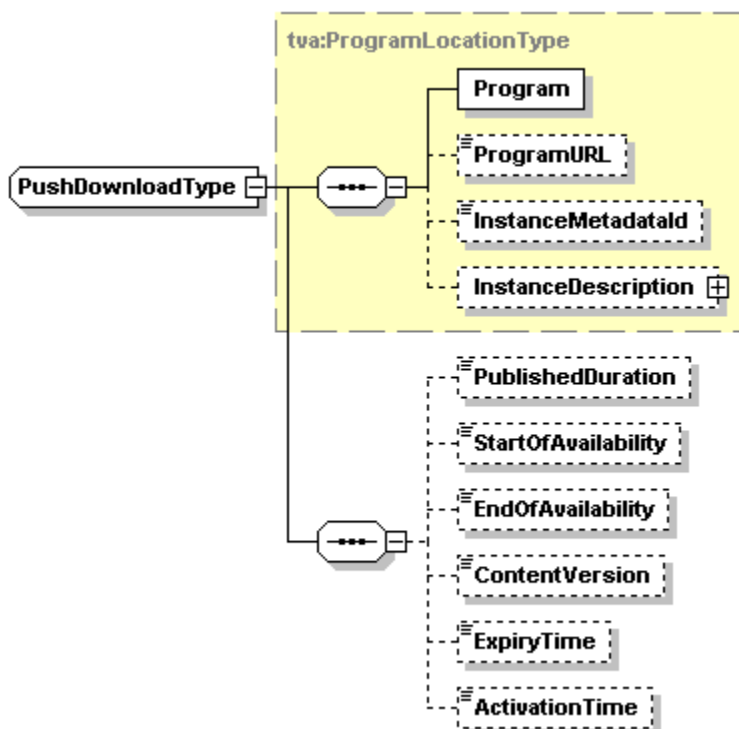 tva:ProgramLocationType
Program
ProgramURL
PushDownloadType
InstanceMetadataId
InstanceDescription
PublishedDuration
StartOfAvailability
EndOfAvailability
ContentVersion
ExpiryTime
ActivationTime